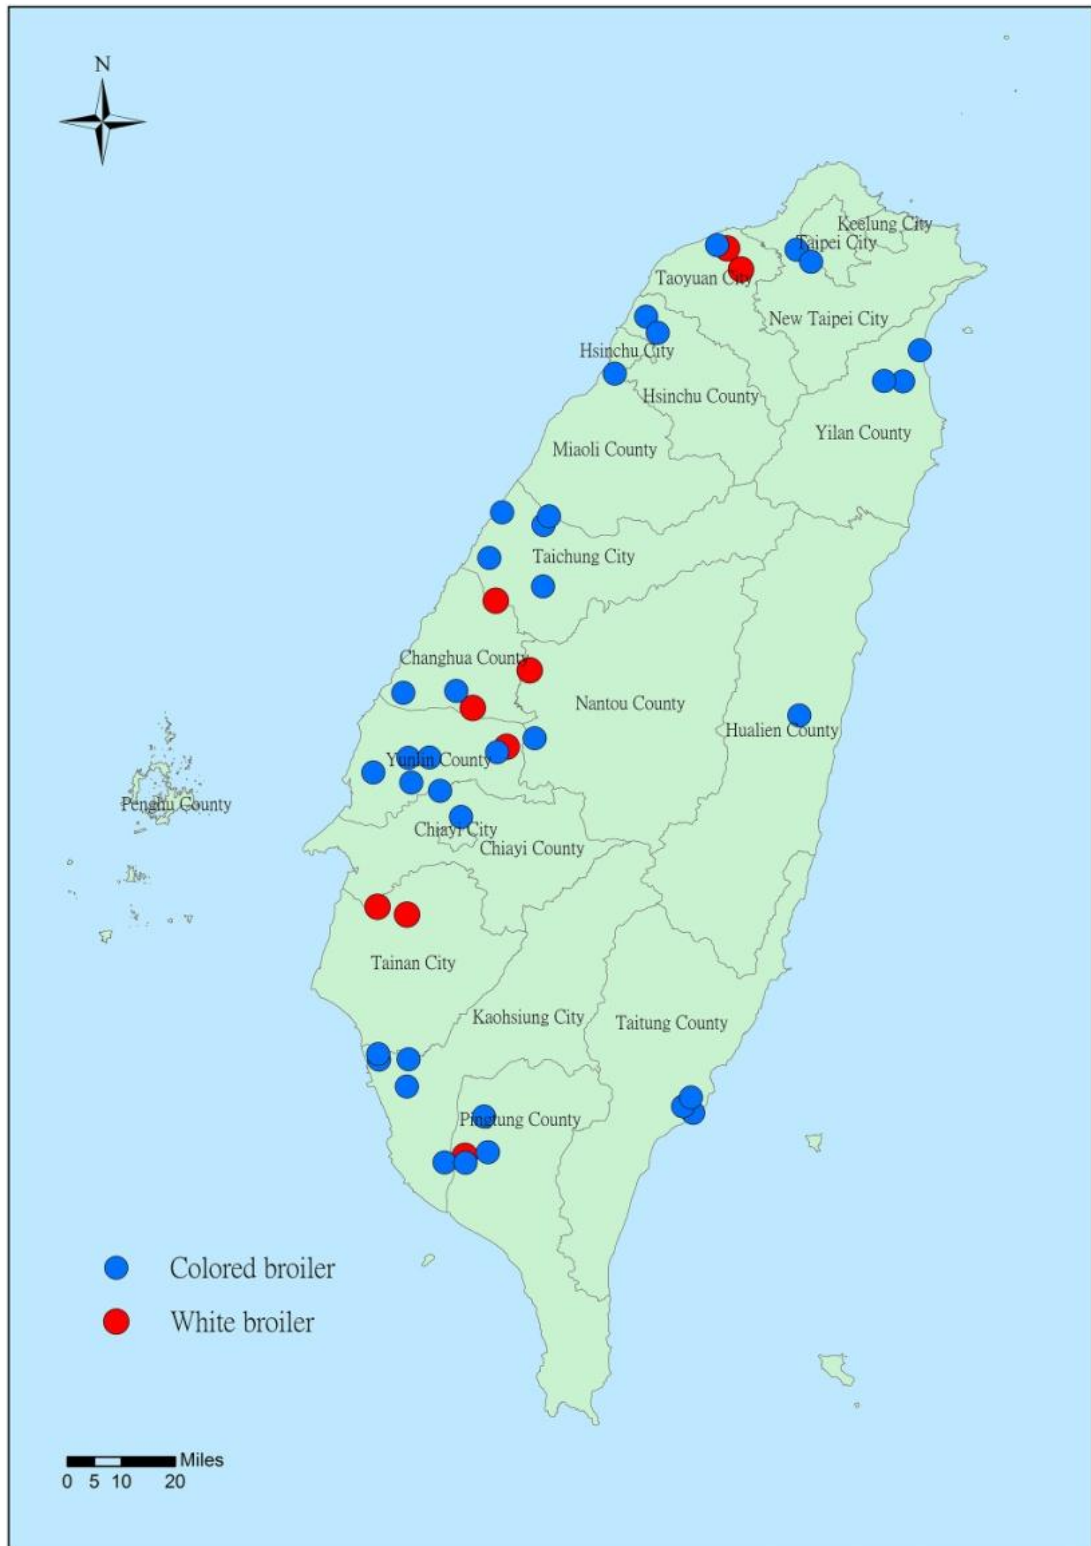 N
Keelung City
Taipei City
Taoyuan City
New Taipei City
Hsinchu City
Hsinchu County
Yilan County
Miaoli County
Taichung City
Changhua County
Nantou County
Hualien County
Yunlin County
Penghu County
Chiayi City
Chiayi County
Tainan City
Kaohsiung City
Taitung County
Pingtung County
Colored broiler
White broiler
Miles
0 5 10 20